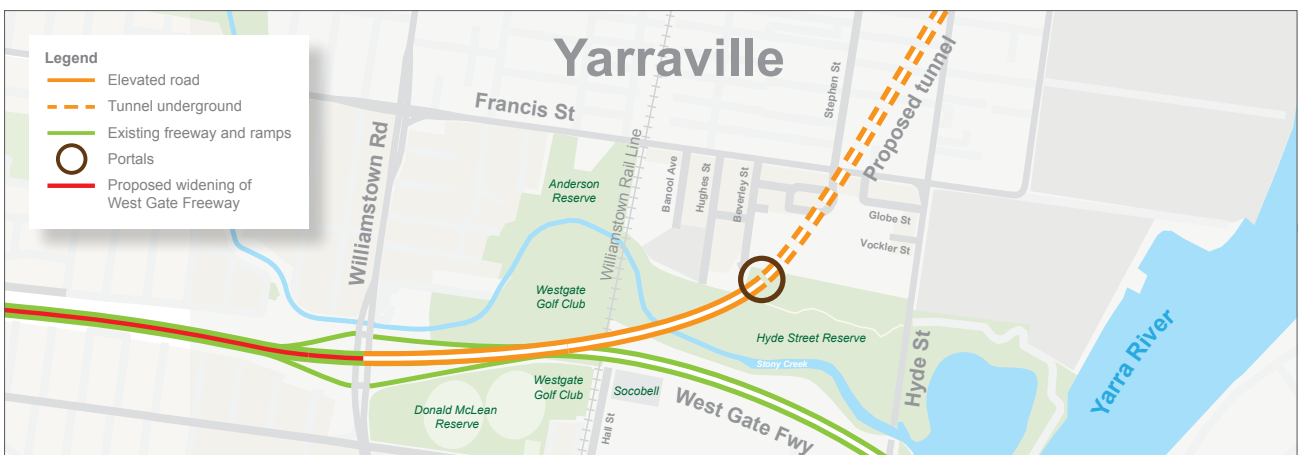 Legend
Elevated road
Tunnel underground
Existing freeway and ramps
Portals
Proposed widening of
West Gate Freeway
Yarraville
Francis St
Williamstown Rd
Williamstown Rail Line
Stephen St
Proposed tunnel
Anderson
Reserve
Banool Ave
Hughes St
Beverley St
Globe St
Vockler St
Westgate
Golf Club
Hyde Street Reserve
Stony Creek
Hyde St
Yarra River
Westgate
Golf Club
Socobell
West Gate Fwy
Donald McLean
Reserve
Hall St